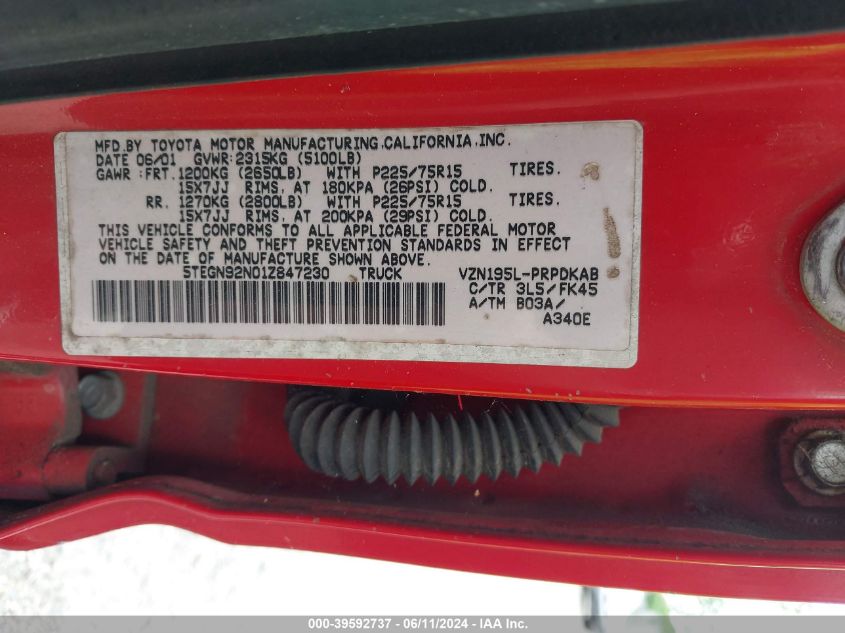 MFD.BY TOYOTA MOTOR MANUFACTURING,CALIFORNIA,INC.
DATE 06/01 GVWR:2315KG (5100LB)
GAWR :FRT.1200KG (2650LB) WITH P225/75R15 TIRES.
15X7JJ RIMS, AT 180KPA (26PSI) COLD.
RR. 1270KG (2800LB) WITH P225/75R15 TIRES.
15X7JJ RIMS, AT 200KPA (29PSI) COLD.
THIS VEHICLE CONFORMS TO ALL APPLICABLE FEDERAL MOTOR
VEHICLE SAFETY AND THEFT PREVENTION STANDARDS IN EFFECT
ON THE DATE OF MANUFACTURE SHOWN ABOVE.
5TEGN92N01Z847230 TRUCK VZN195L-PRPDKAB
C/TR 3L5/FK45
A/TM B03A/
A340E
000-39592737 - 06/11/2024 - IAA Inc.